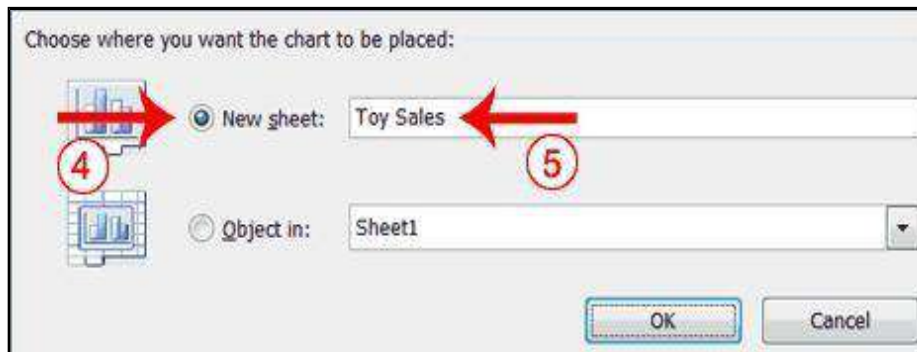 Choose where you want the chart to be placed:
New sheet: Toy Sales
4 5
Object in: Sheet1
OK Cancel